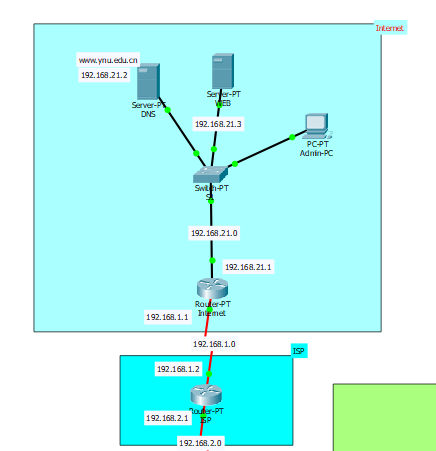 Internet
www.ynu.edu.cn
192.168.21.2
Server-PT
DNS
Server-PT
WEB
192.168.21.3
PC-PT
Admin-PC
Switch-PT
192.168.21.0
192.168.21.1
Router-PT
Internet
192.168.1.1
192.168.1.0
ISP
192.168.1.2
Router-PT
ISP
192.168.2.1
192.168.2.0